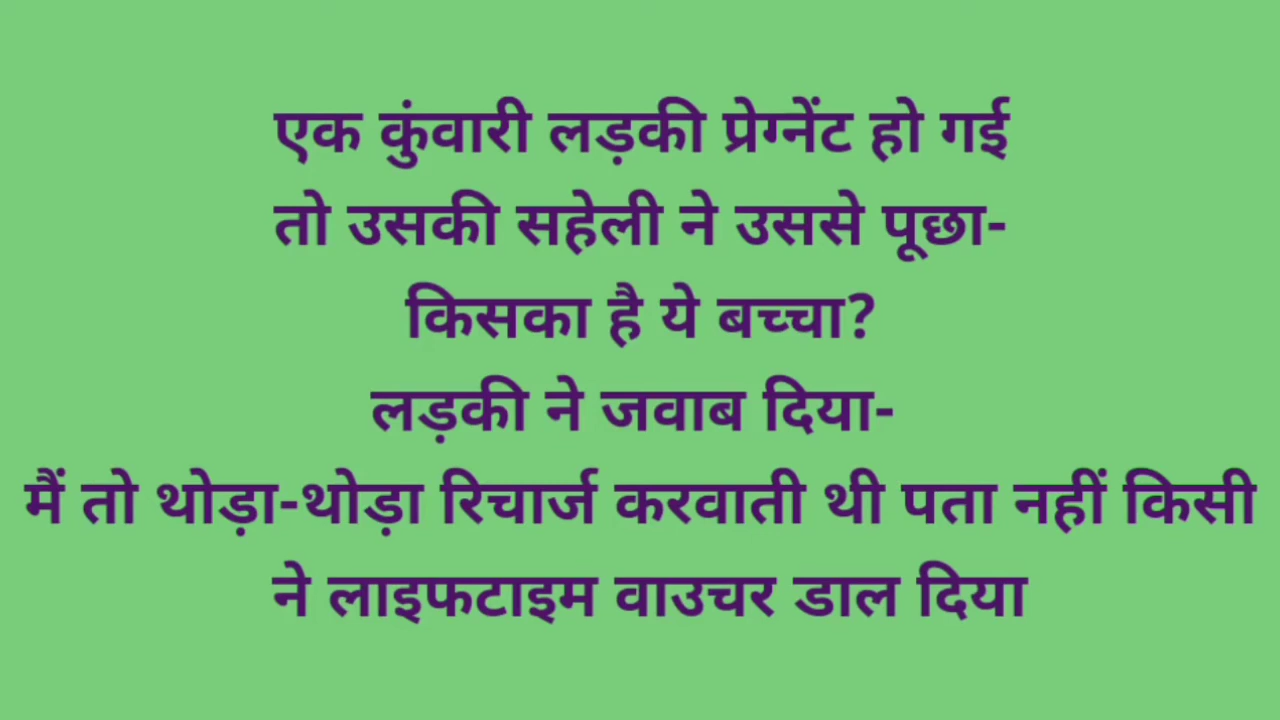 एक कुंवारी लड़की प्रेग्नेंट हो गई
तो उसकी सहेली ने उससे पूछा-
किसका है ये बच्चा?
लड़की ने जवाब दिया-
मैं तो थोड़ा-थोड़ा रिचार्ज करवाती थी पता नहीं किसी
ने लाइफटाइम वाउचर डाल दिया